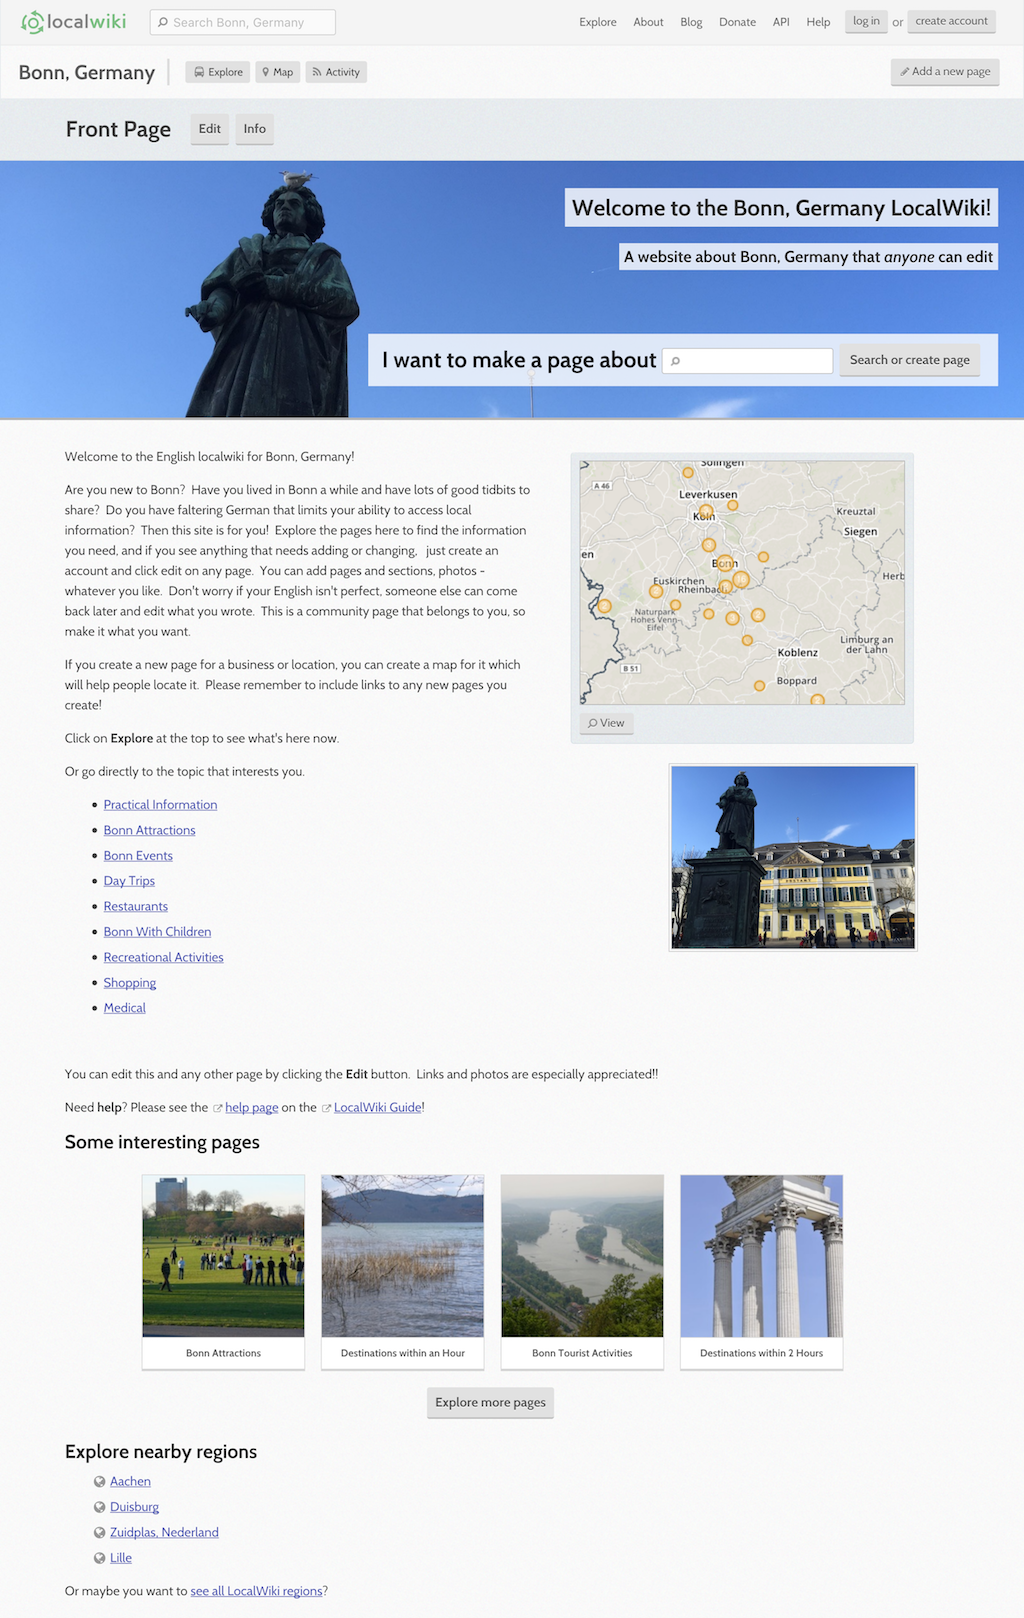 localwiki
Search Bonn, Germany
Explore About Blog Donate API Help log in or create account
Bonn, Germany
Explore Map Activity
Add a new page
Front Page Edit Info
Welcome to the Bonn, Germany LocalWiki!
A website about Bonn, Germany that anyone can edit
I want to make a page about Search or create page
Welcome to the English localwiki for Bonn, Germany!
Are you new to Bonn? Have you lived in Bonn a while and have lots of good tidbits to
share? Do you have faltering German that limits your ability to access local
information? Then this site is for you! Explore the pages here to find the information
you need, and if you see anything that needs adding or changing, just create an
account and click edit on any page. You can add pages and sections, photos -
whatever you like. Don't worry if your English isn't perfect, someone else can come
back later and edit what you wrote. This is a community page that belongs to you, so
make it what you want.
If you create a new page for a business or location, you can create a map for it which
will help people locate it. Please remember to include links to any new pages you
create!
Click on Explore at the top to see what's here now.
Or go directly to the topic that interests you.
Practical Information
Bonn Attractions
Bonn Events
Day Trips
Restaurants
Bonn With Children
Recreational Activities
Shopping
Medical
Solingen
A 46
Leverkusen
Köln
Kreuztal
Siegen
en
Bonn
Herb
Euskirchen
Rheinbach
Naturpark
Hohes Venn-
Eifel
Limburg an
der Lahn
Koblenz
B 51
Boppard
View
You can edit this and any other page by clicking the Edit button. Links and photos are especially appreciated!!
Need help? Please see the help page on the LocalWiki Guide!
Some interesting pages
Bonn Attractions
Destinations within an Hour
Bonn Tourist Activities
Destinations within 2 Hours
Explore more pages
Explore nearby regions
Aachen
Duisburg
Zuidplas, Nederland
Lille
Or maybe you want to see all LocalWiki regions?